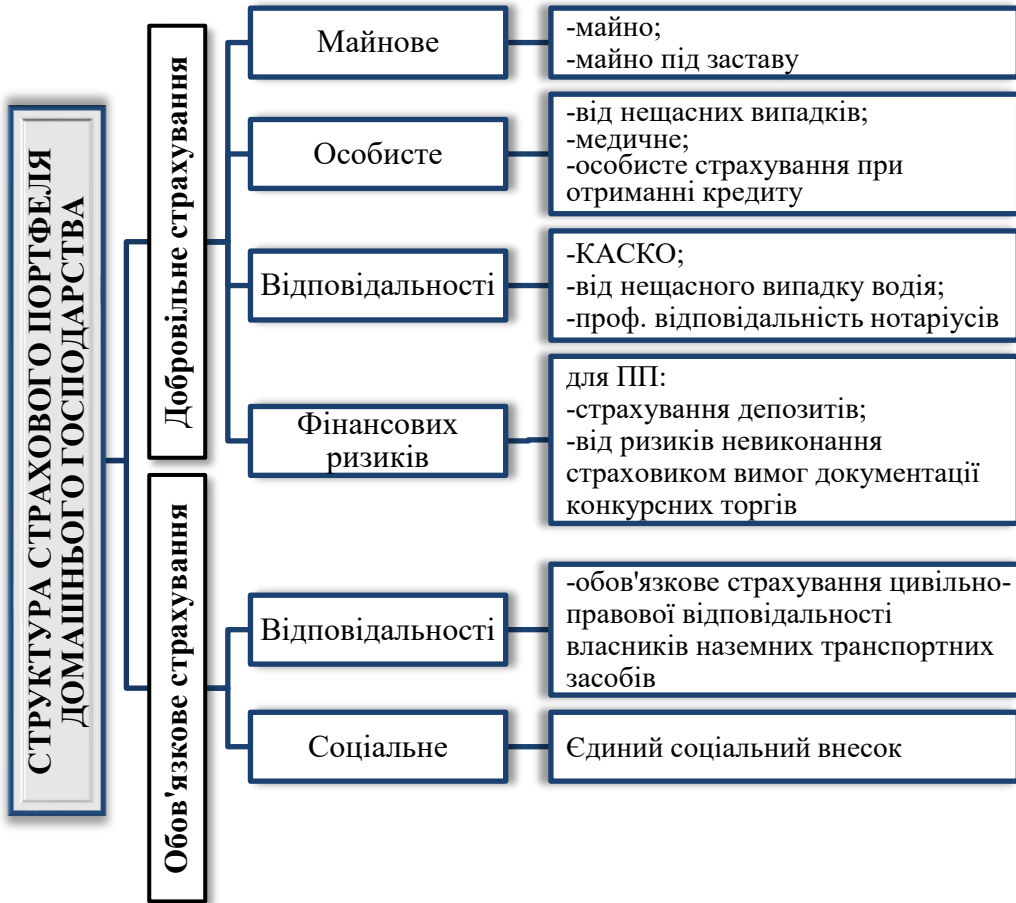 СТРУКТУРА СТРАХОВОГО ПОРТФЕЛЯ
ДОМАШНЬОГО ГОСПОДАРСТВА
Добровільне страхування
Майнове
-майно;
-майно під заставу
Особисте
-від нещасних випадків;
-медичне;
-особисте страхування при
отриманні кредиту
Відповідальності
-КАСКО;
-від нещасного випадку водія;
-проф. відповідальність нотаріусів
Фінансових
ризиків
для ПП:
-страхування депозитів;
-від ризиків невиконання
страховиком вимог документації
конкурсних торгів
Обов'язкове страхування
Відповідальності
-обов'язкове страхування цивільно-
правової відповідальності
власників наземних транспортних
засобів
Соціальне
Єдиний соціальний внесок